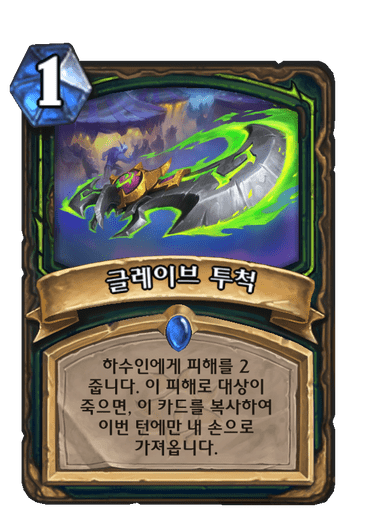 1
글레이브 투척
하수인에게 피해를 2
줍니다. 이 피해로 대상이
죽으면, 이 카드를 복사하여
이번 턴에만 내 손으로
가져옵니다.